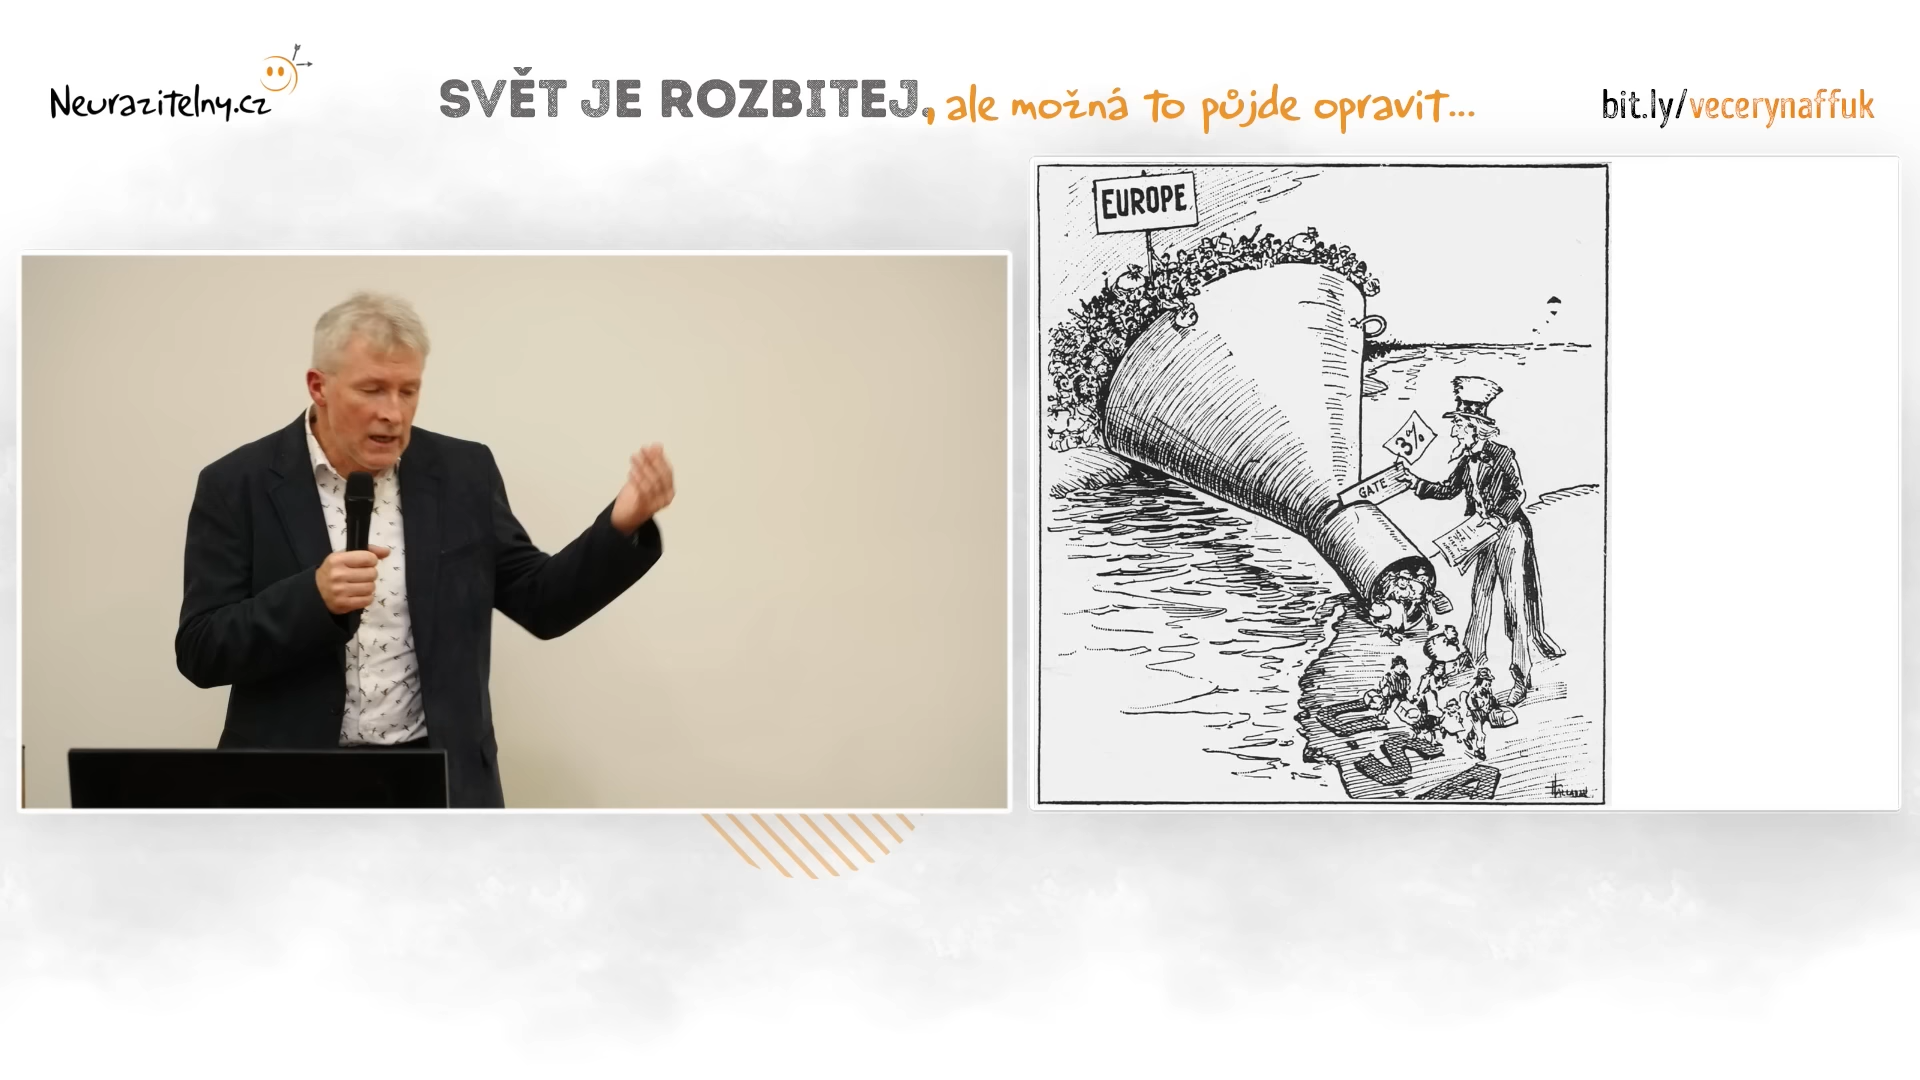 Neurazitelny.cz
SVĚT JE ROZBITEJ, ale možná to půjde opravit...
bit.ly/vecerynaffuk
EUROPE
3%
GATE
USA